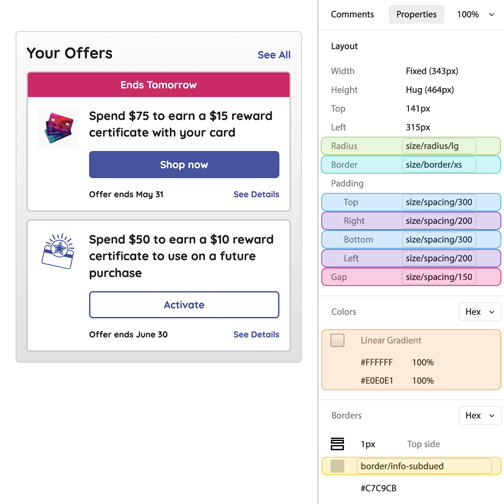 Comments Properties 100%
Your Offers See All
Ends Tomorrow
Spend $75 to earn a $15 reward
certificate with your card
Shop now
Offer ends May 31 See Details
Spend $50 to earn a $10 reward
certificate to use on a future
purchase
Activate
Offer ends June 30 See Details
Layout
Width Fixed (343px)
Height Hug (464px)
Top 141px
Left 315px
Radius size/radius/lg
Border size/border/xs
Padding
Top size/spacing/300
Right size/spacing/200
Bottom size/spacing/300
Left size/spacing/200
Gap size/spacing/150
Colors Hex
Linear Gradient
#FFFFFF 100%
#E0E0E1 100%
Borders Hex
1px Top side
border/info-subdued
#C7C9CB